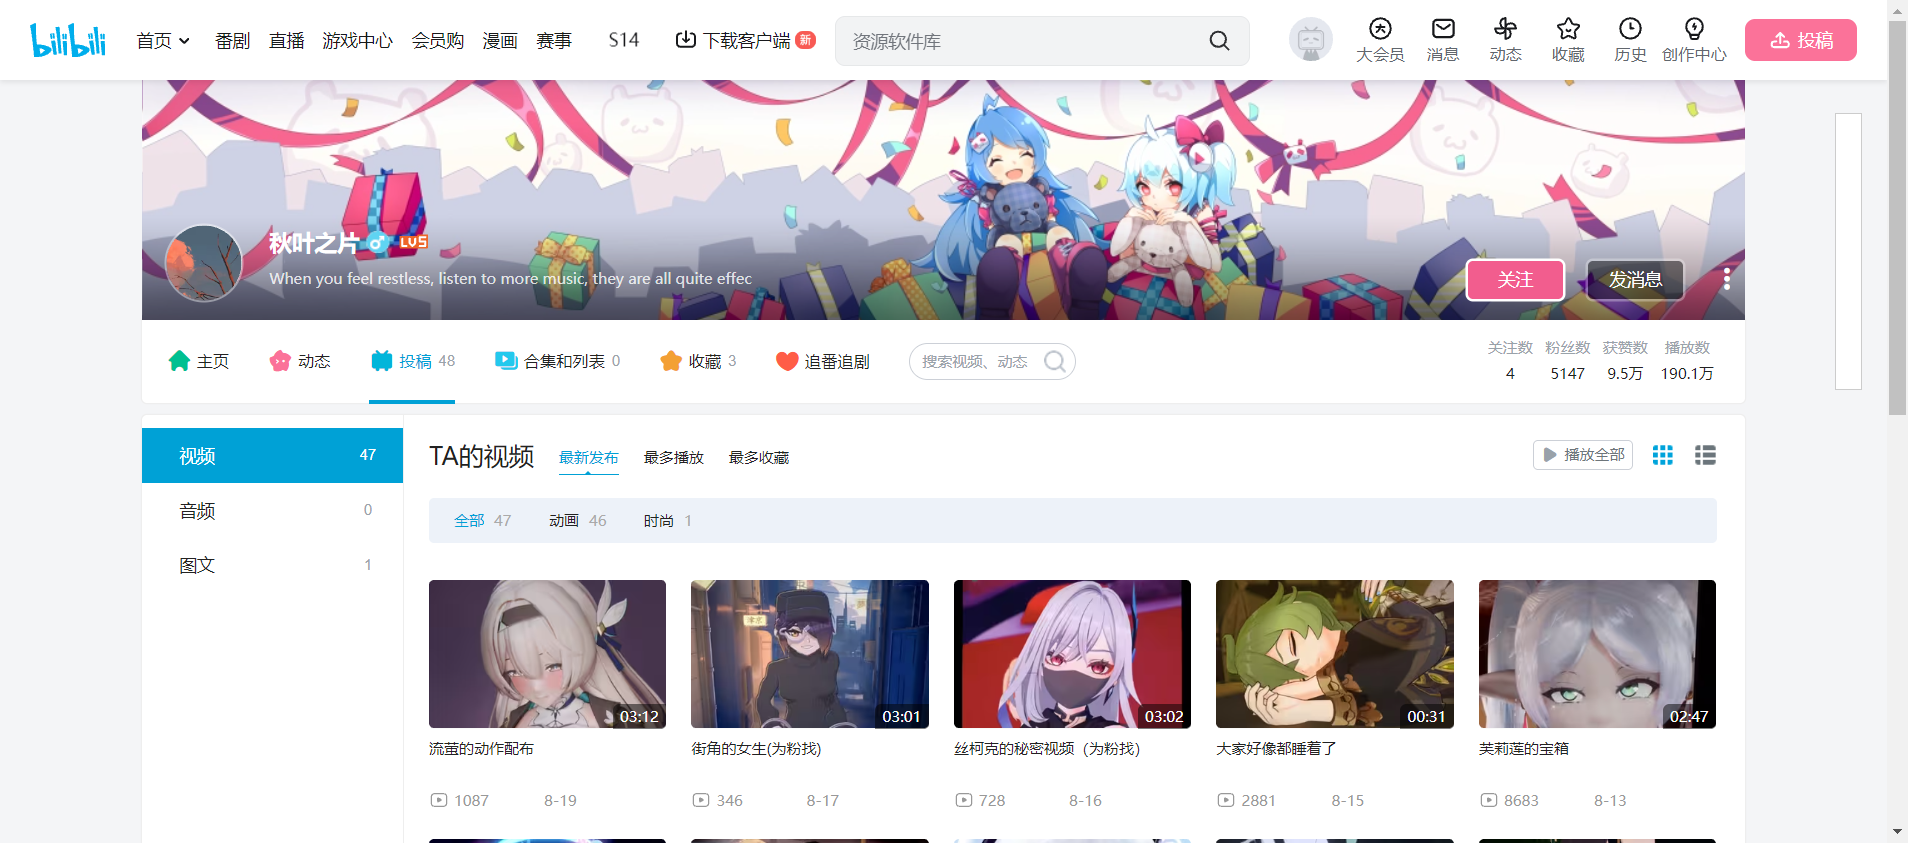 bilibili
首页 番剧 直播 游戏中心 会员购 漫画 赛事 S14 下载客户端 新
资源软件库
大会员 消息 动态 收藏 历史 创作中心 投稿
秋叶之片 LV5
When you feel restless, listen to more music, they are all quite effec
关注 发消息
主页 动态 投稿 48 合集和列表 0 收藏 3 追番追剧
搜索视频、动态
关注数 粉丝数 获赞数 播放数
4 5147 9.5万 190.1万
视频 47
音频 0
图文 1
TA的视频 最新发布 最多播放 最多收藏
播放全部
全部 47 动画 46 时尚 1
03:12 03:01 03:02 00:31 02:47
流萤的动作配布
街角的女生(为粉找)
丝柯克的秘密视频（为粉找）
大家好像都睡着了
芙莉莲的宝箱
1087 8-19
346 8-17
728 8-16
2881 8-15
8683 8-13